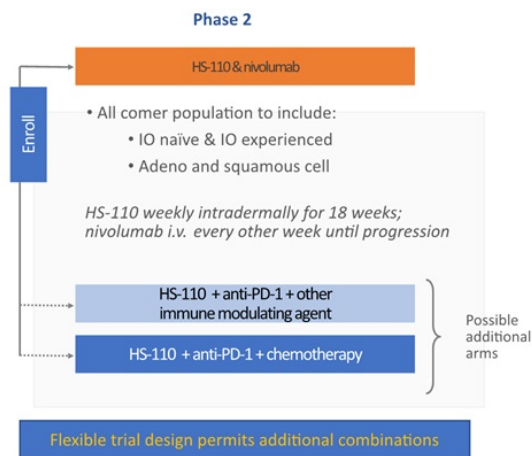 Phase 2
HS-110 & nivolumab
Enroll
• All comer population to include:
• IO naïve & IO experienced
• Adeno and squamous cell
HS-110 weekly intradermally for 18 weeks;
nivolumab i.v. every other week until progression
HS-110 + anti-PD-1 + other
immune modulating agent
HS-110 + anti-PD-1 + chemotherapy
Possible
additional
arms
Flexible trial design permits additional combinations